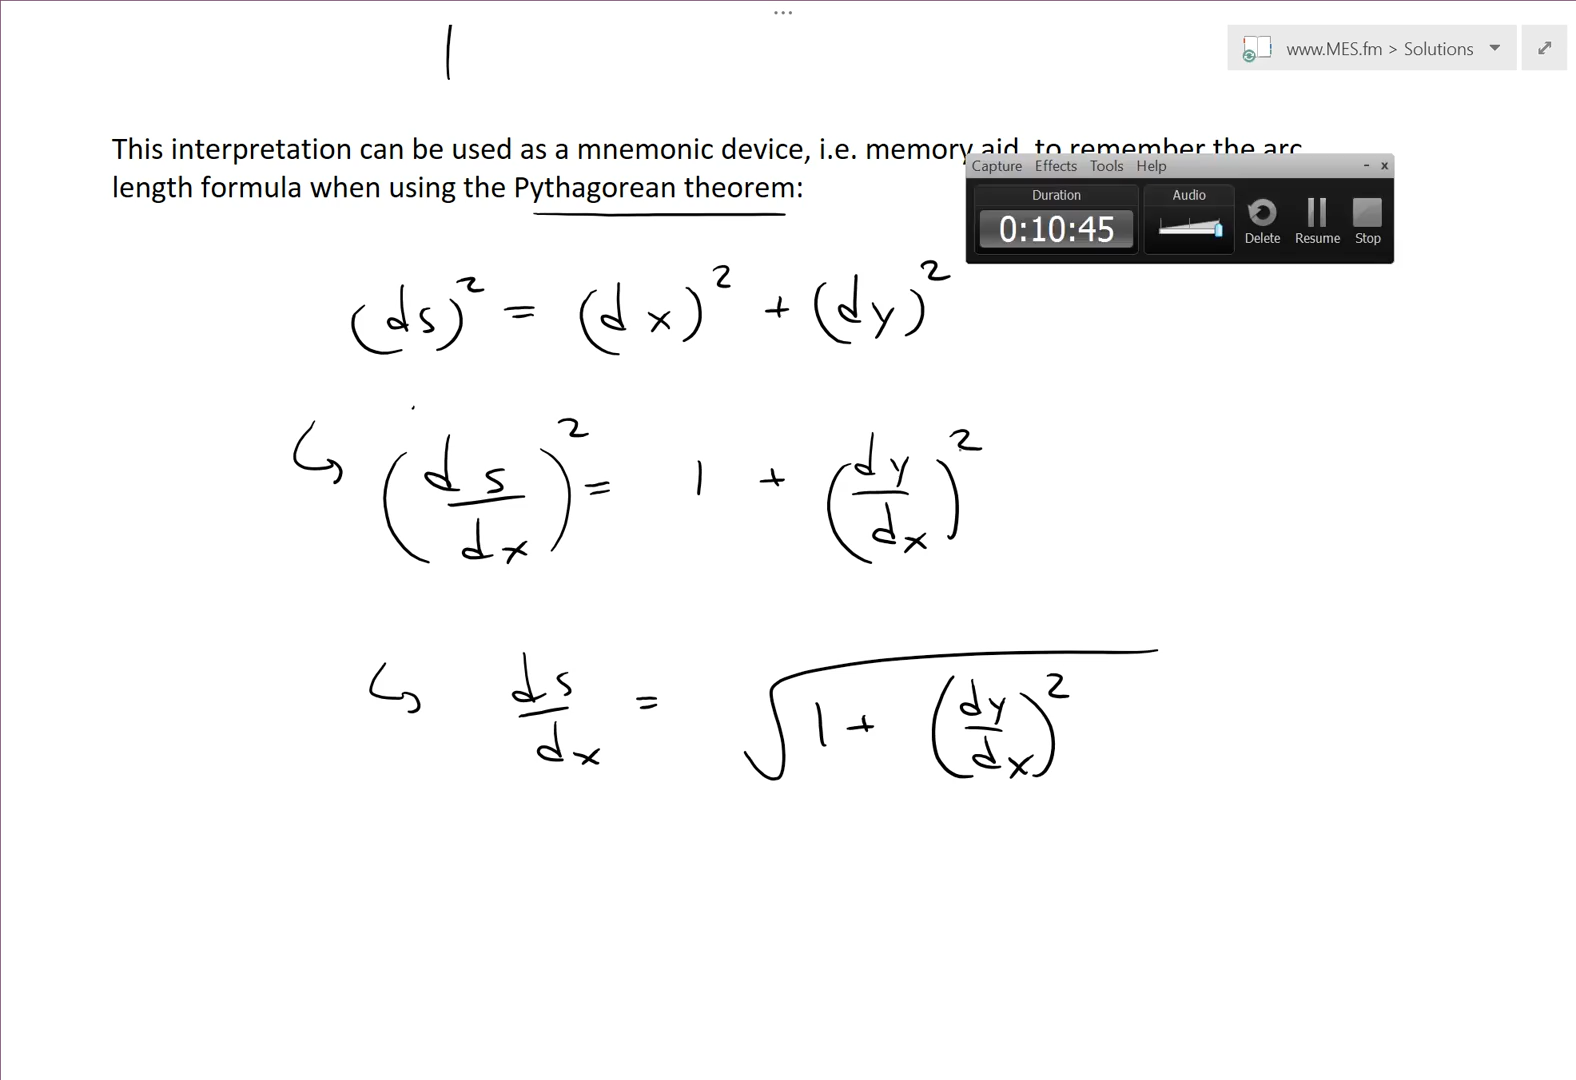 ...
www.MES.fm > Solutions
This interpretation can be used as a mnemonic device, i.e. memory aid, to remember the arc
length formula when using the Pythagorean theorem:
Capture Effects Tools Help - x
Duration Audio
0:10:45
Delete Resume Stop
(ds)² = (dx)² + (dy)²
↳ (ds/dx)² = 1 + (dy/dx)²
↳ ds/dx = √(1 + (dy/dx)²)